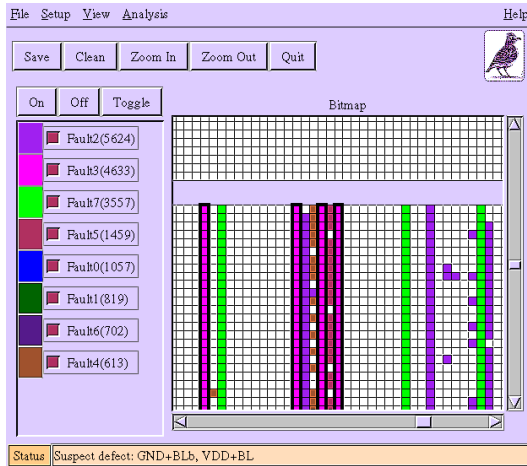 File Setup View Analysis Help
Save Clean Zoom In Zoom Out Quit
On Off Toggle
Bitmap
Fault2(5624)
Fault3(4633)
Fault7(3557)
Fault5(1459)
Fault0(1057)
Fault1(819)
Fault6(702)
Fault4(613)
Status Suspect defect: GND+BLb, VDD+BL